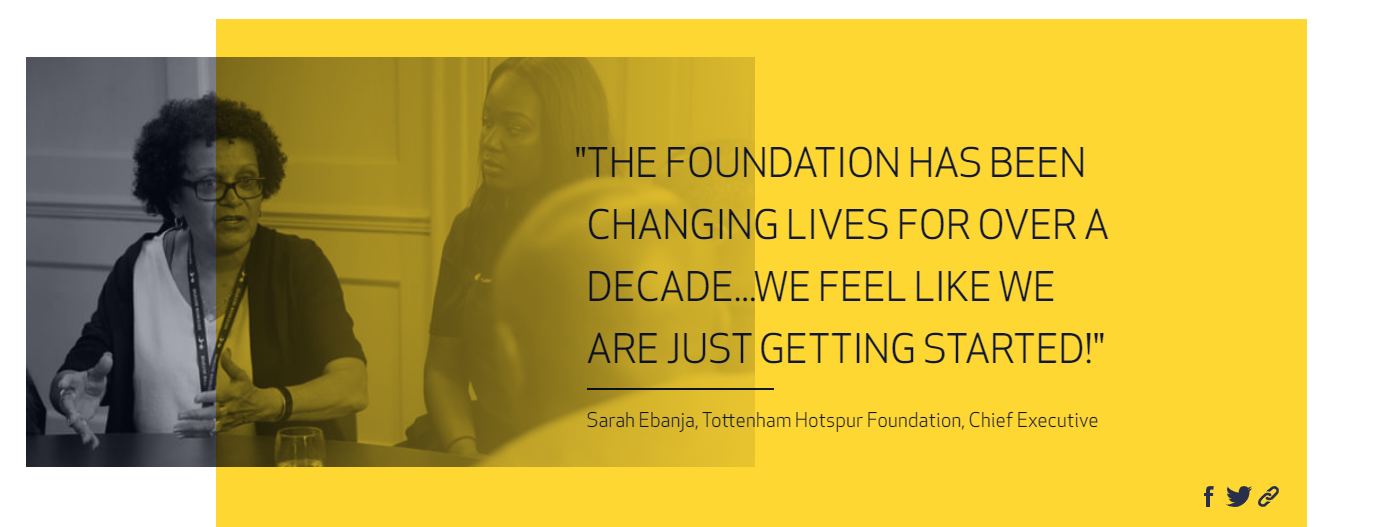 "THE FOUNDATION HAS BEEN
CHANGING LIVES FOR OVER A
DECADE...WE FEEL LIKE WE
ARE JUST GETTING STARTED!"
Sarah Ebanja, Tottenham Hotspur Foundation, Chief Executive